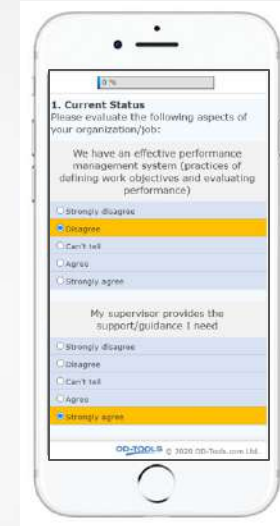 0 %
1. Current Status
Please evaluate the following aspects of
your organization/job:
We have an effective performance
management system (practices of
defining work objectives and evaluating
performance)
Strongly disagree
Disagree
Can't tell
Agree
Strongly agree
My supervisor provides the
support/guidance I need
Strongly disagree
Disagree
Can't tell
Agree
Strongly agree
OD-TOOLS © 2020 OD-Tools.com Ltd.